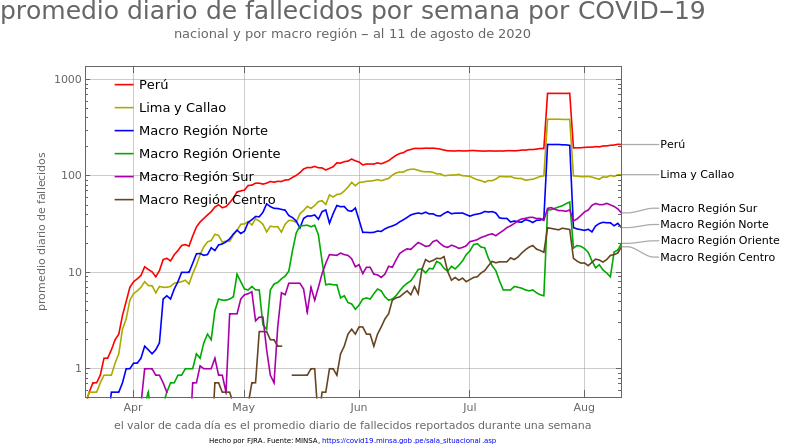 promedio diario de fallecidos por semana por COVID–19
nacional y por macro región – al 11 de agosto de 2020
promedio diario de fallecidos
1000
100
10
1
Perú
Lima y Callao
Macro Región Norte
Macro Región Oriente
Macro Región Sur
Macro Región Centro
Perú
Lima y Callao
Macro Región Sur
Macro Región Norte
Macro Región Oriente
Macro Región Centro
Apr May Jun Jul Aug
el valor de cada día es el promedio diario de fallecidos reportados durante una semana
Hecho por FJRA. Fuente: MINSA, https://covid19.minsa.gob.pe/sala_situacional.asp